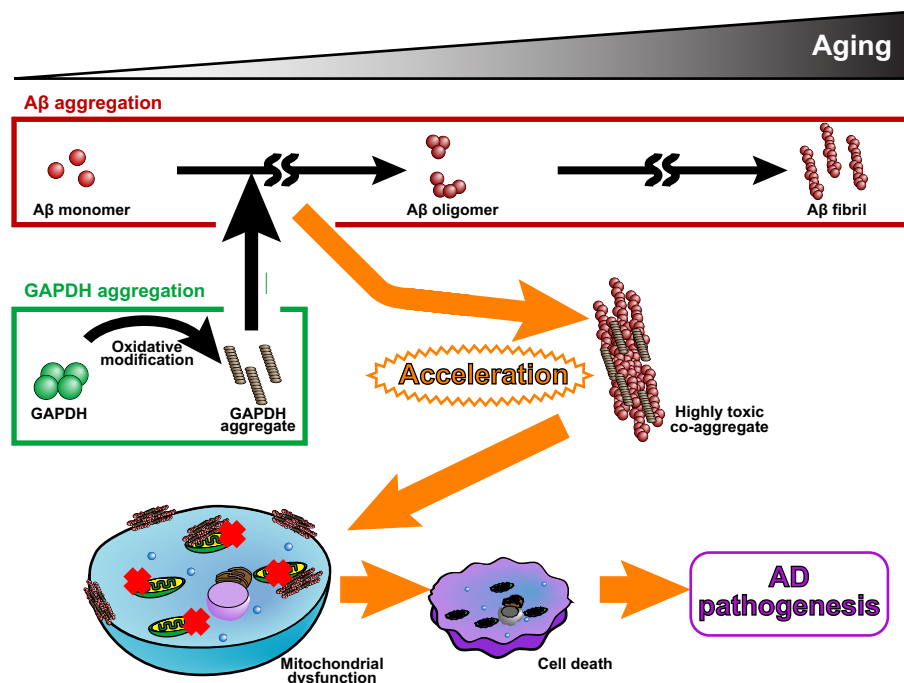 Aging
Aβ aggregation
Aβ monomer
Aβ oligomer
Aβ fibril
GAPDH aggregation
Oxidative
modification
GAPDH
GAPDH
aggregate
Acceleration
Highly toxic
co-aggregate
Mitochondrial
dysfunction
Cell death
AD
pathogenesis